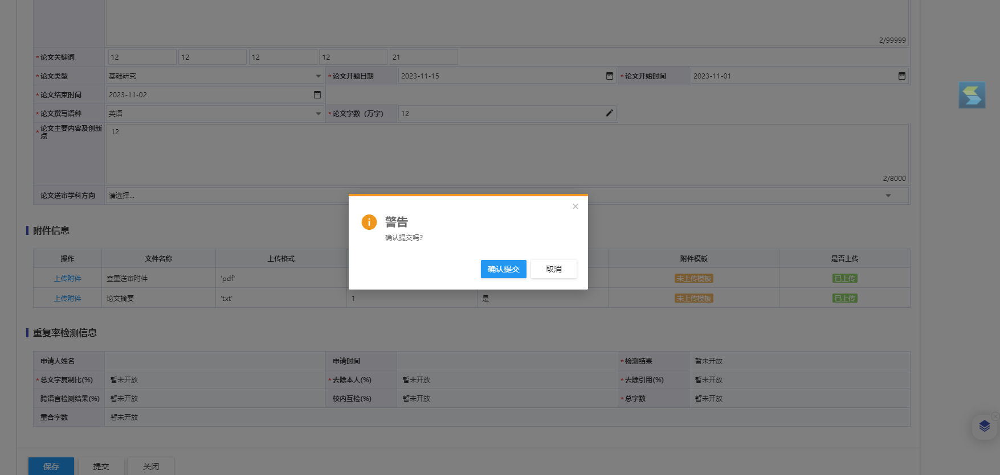 2/99999
*论文关键词 12 12 12 12 21
*论文类型 基础研究 *论文开题日期 2023-11-15 *论文开始时间 2023-11-01
*论文结束时间 2023-11-02
*论文撰写语种 英语 *论文字数（万字） 12
*论文主要内容及创新点 12
2/8000
论文送审学科方向 请选择...
警告
确认提交吗?
确认提交 取消
附件信息
操作 文件名称 上传格式 附件模板 是否上传
上传附件 查重送审附件 'pdf' 未上传模板 已上传
上传附件 论文摘要 'txt' 1 是 未上传模板 已上传
重复率检测信息
申请人姓名 申请时间 *检测结果 暂未开放
*总文字复制比(%) 暂未开放 *去除本人(%) 暂未开放 *去除引用(%) 暂未开放
跨语言检测结果(%) 暂未开放 校内互检(%) 暂未开放 *总字数 暂未开放
重合字数 暂未开放
保存 提交 关闭